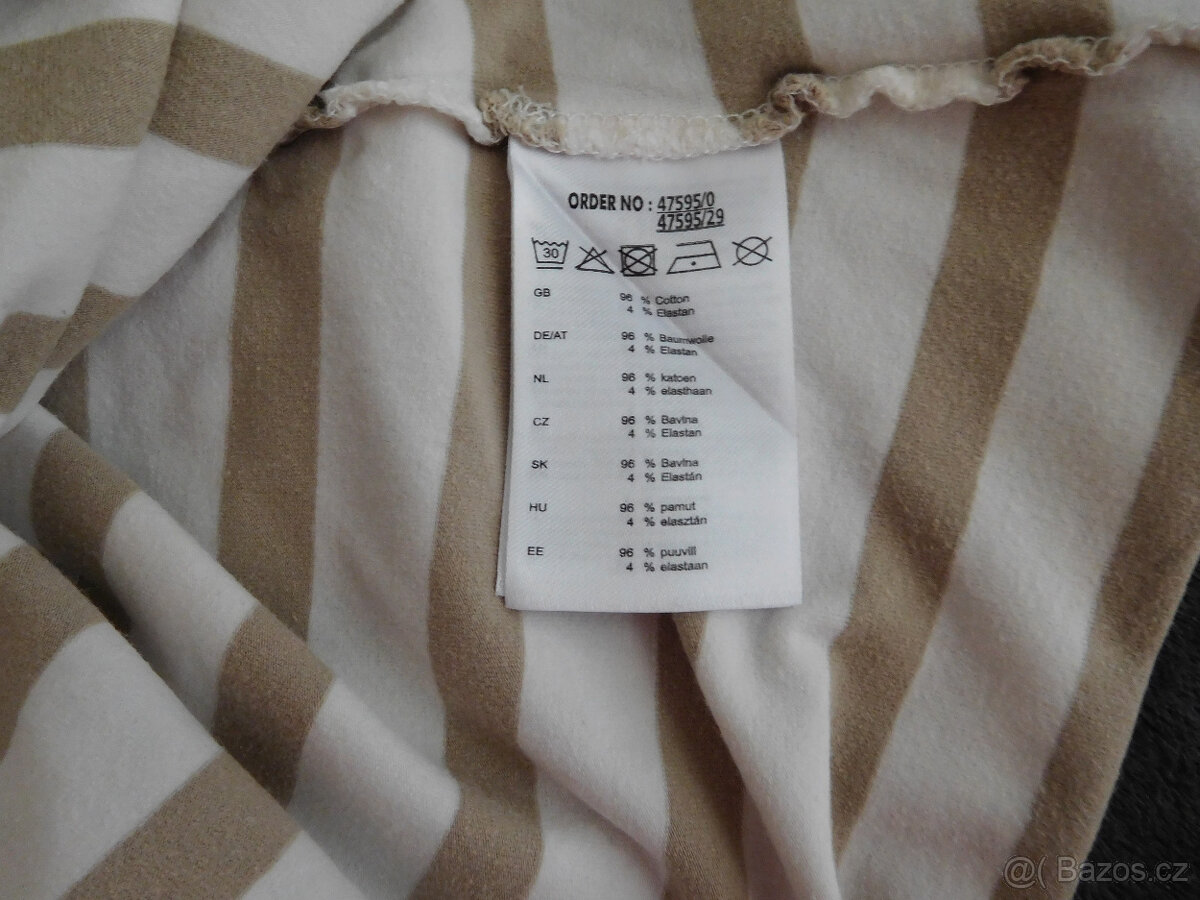 ORDER NO : 47595/0
47595/29
30
GB 96 % Cotton
4 % Elastan
DE/AT 96 % Baumwolle
4 % Elastan
NL 96 % katoen
4 % elasthaan
CZ 96 % Bavlna
4 % Elastan
SK 96 % Bavlna
4 % Elastán
HU 96 % pamut
4 % elasztán
EE 96 % puuvill
4 % elastaan
@( Bazos.cz